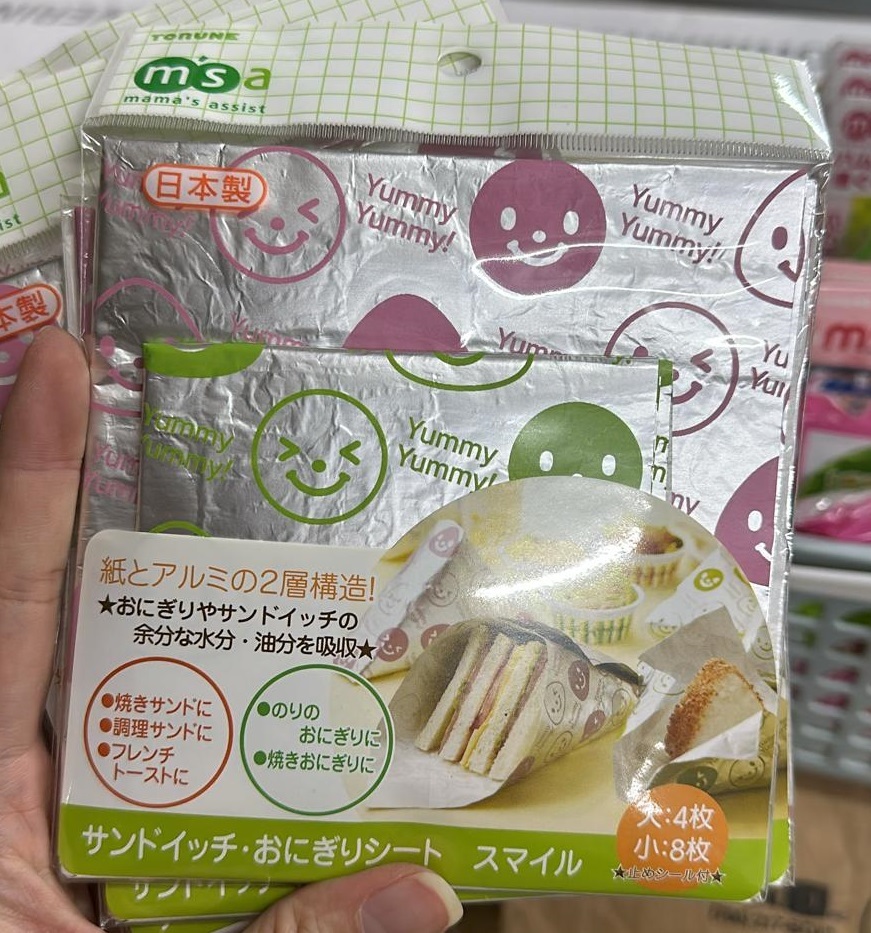 TORUNE
m's a
mama's assist
日本製
Yummy
Yummy!
Yummy
Yummy!
Yummy
Yummy!
Yummy
Yummy!
紙とアルミの2層構造!
★おにぎりやサンドイッチの
余分な水分・油分を吸収★
●焼きサンドに
●調理サンドに
●フレンチ
トーストに
●のりの
おにぎりに
●焼きおにぎりに
サンドイッチ・おにぎりシート スマイル
大:4枚
小:8枚
★止めシール付★